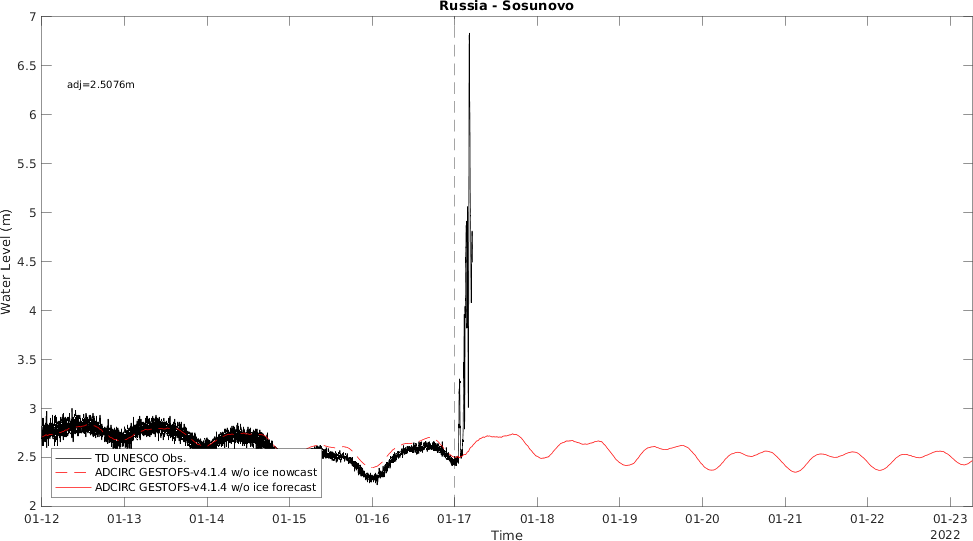 Russia - Sosunovo
adj=2.5076m
Water Level (m)
7
6.5
6
5.5
5
4.5
4
3.5
3
2.5
2
TD UNESCO Obs.
ADCIRC GESTOFS-v4.1.4 w/o ice nowcast
ADCIRC GESTOFS-v4.1.4 w/o ice forecast
01-12 01-13 01-14 01-15 01-16 01-17 01-18 01-19 01-20 01-21 01-22 01-23
Time
2022